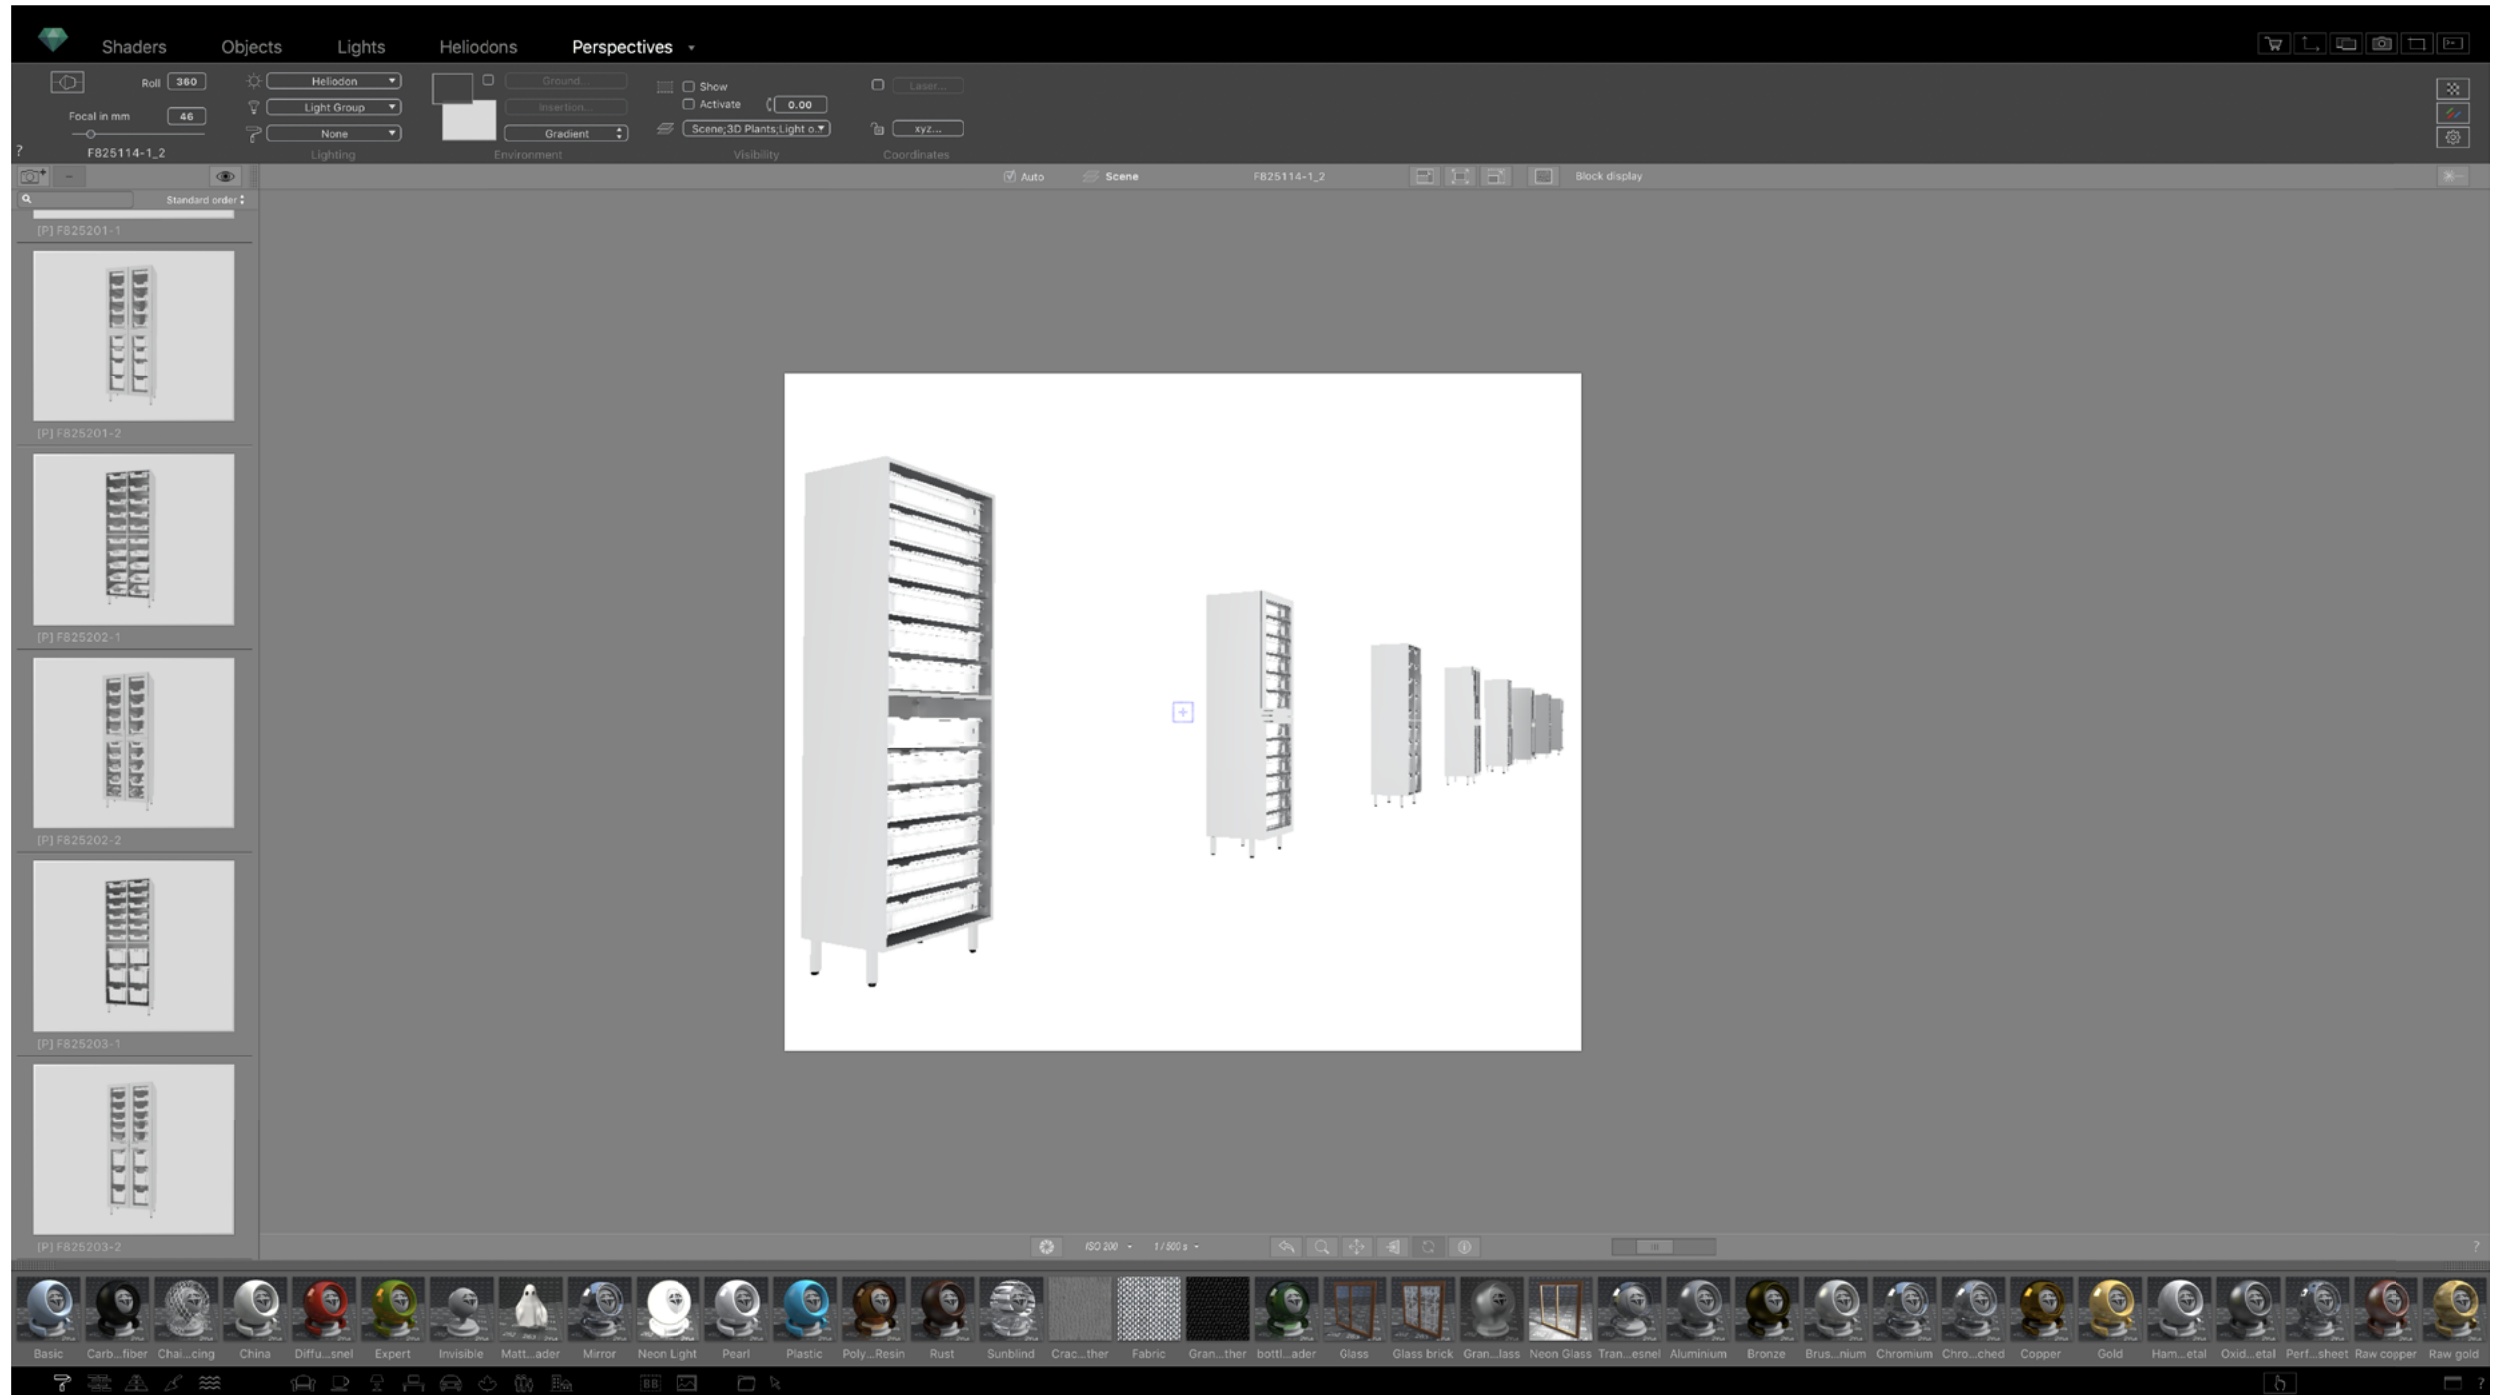 Shaders Objects Lights Heliodons Perspectives
Roll 360 Heliodon Ground... Show Laser...
Light Group Insertion... Activate 0.00
Focal in mm 46
None Gradient Scene;3D Plants;Light o.. xyz...
? F825114-1_2 Lighting Environment Visibility Coordinates
Auto Scene F825114-1_2 Block display
Standard order
[P] F825201-1
[P] F825201-2
[P] F825202-1
[P] F825202-2
[P] F825203-1
[P] F825203-2
ISO 200 1/500 s ?
Basic Carb...fiber Chai...cing China Diffu...snel Expert Invisible Matt...ader Mirror Neon Light Pearl Plastic Poly...Resin Rust Sunblind Crac...ther Fabric Gran...ther bottl...ader Glass Glass brick Gran...lass Neon Glass Tran...esnel Aluminium Bronze Brus...nium Chromium Chro...ched Copper Gold Ham...etal Oxid...etal Perf...sheet Raw copper Raw gold
BB ?